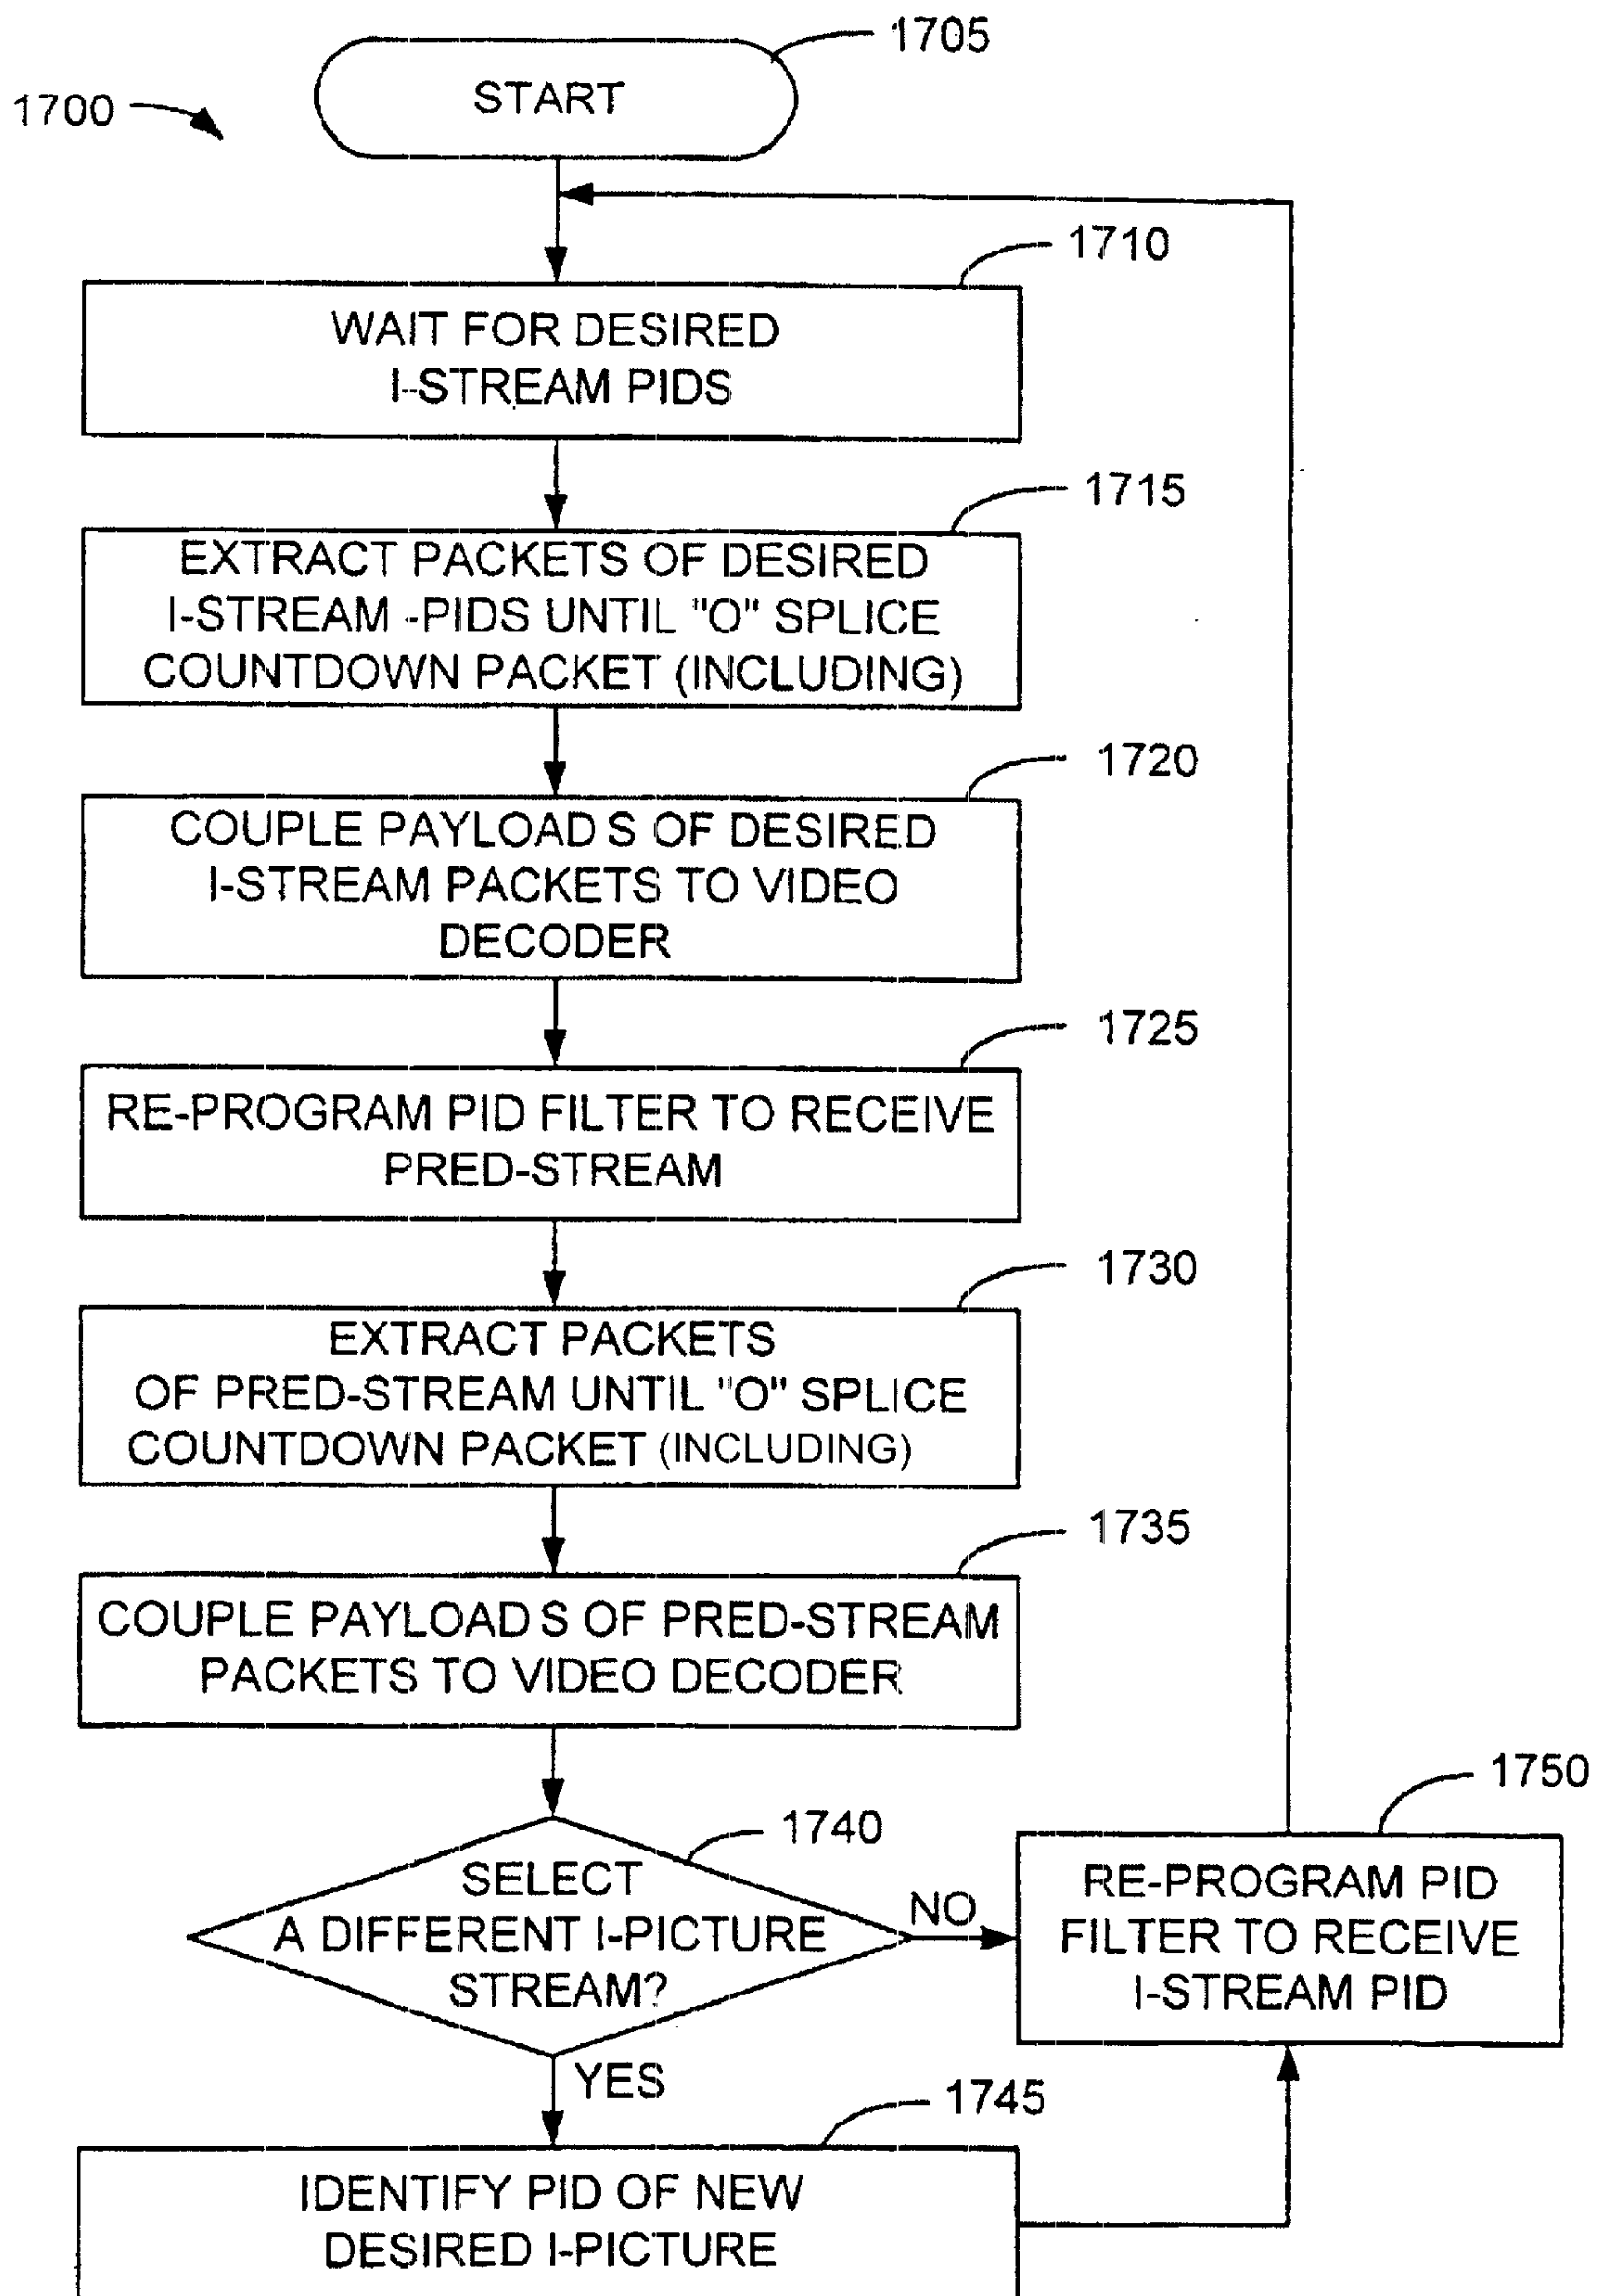 1705
START
1700
1710
WAIT FOR DESIRED
I-STREAM PIDS
1715
EXTRACT PACKETS OF DESIRED
I-STREAM -PIDS UNTIL "O" SPLICE
COUNTDOWN PACKET (INCLUDING)
1720
COUPLE PAYLOADS OF DESIRED
I-STREAM PACKETS TO VIDEO
DECODER
1725
RE-PROGRAM PID FILTER TO RECEIVE
PRED-STREAM
1730
EXTRACT PACKETS
OF PRED-STREAM UNTIL "O" SPLICE
COUNTDOWN PACKET (INCLUDING)
1735
COUPLE PAYLOADS OF PRED-STREAM
PACKETS TO VIDEO DECODER
1740
SELECT
A DIFFERENT I-PICTURE
STREAM?
NO
1750
RE-PROGRAM PID
FILTER TO RECEIVE
I-STREAM PID
YES
1745
IDENTIFY PID OF NEW
DESIRED I-PICTURE